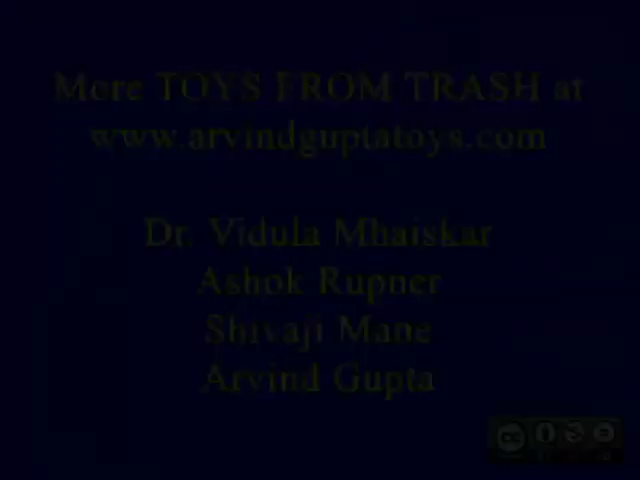 More TOYS FROM TRASH at
www.arvindguptatoys.com
Dr. Vidula Mhaiskar
Ashok Rupner
Shivaji Mane
Arvind Gupta